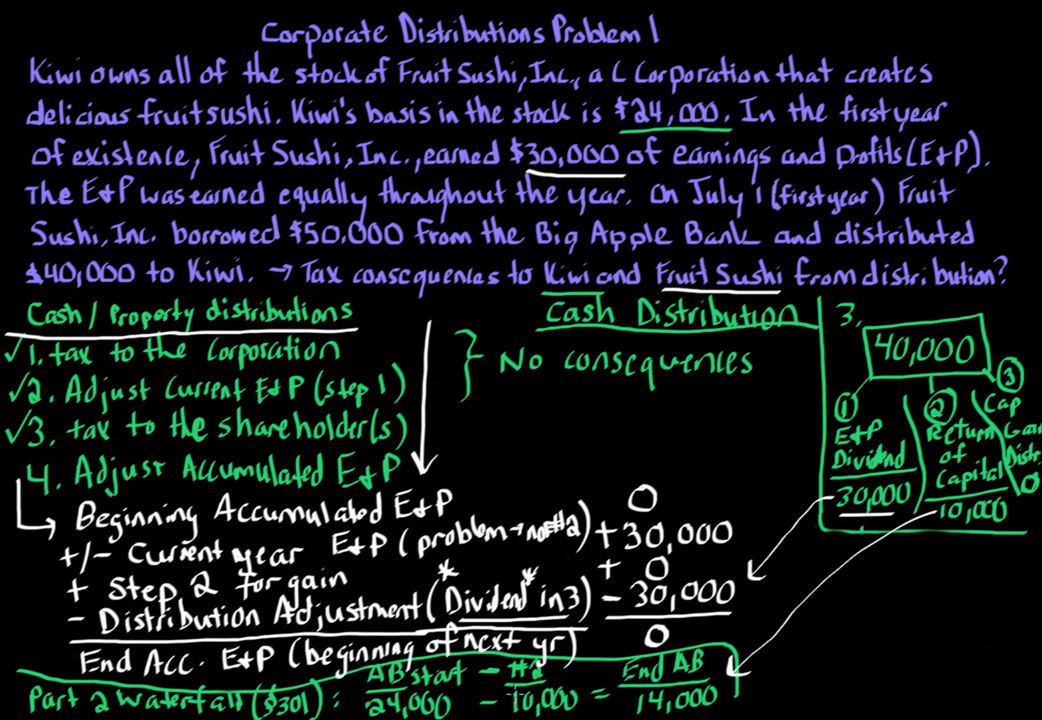 Corporate Distributions Problem 1
Kiwi owns all of the stock of Fruit Sushi, Inc., a C Corporation that creates
delicious fruit sushi. Kiwi's basis in the stock is $24,000. In the first year
of existence, Fruit Sushi, Inc., earned $30,000 of earnings and profits (E+P).
The E+P was earned equally throughout the year. On July 1 (first year) Fruit
Sushi, Inc. borrowed $50,000 from the Big Apple Bank and distributed
$40,000 to Kiwi. → Tax consequences to Kiwi and Fruit Sushi from distribution?
Cash / Property distributions
✓ 1. tax to the Corporation
✓ 2. Adjust Current E+P (step 1)
✓ 3. tax to the shareholder(s)
4. Adjust Accumulated E+P
Cash Distribution
No consequences
3.
40,000
① E+P Dividend 30,000
② Return of Capital 10,000
③ Cap Gain Distr 0
Beginning Accumulated E+P 0
+/- Current year E+P (problem → not #2) + 30,000
+ Step 2 for gain + 0
- Distribution Adjustment (*Dividend* in 3) - 30,000
End Acc. E+P (beginning of next yr) 0
AB start - #2 End AB
Part 2 Waterfall (§301): 24,000 - 10,000 = 14,000